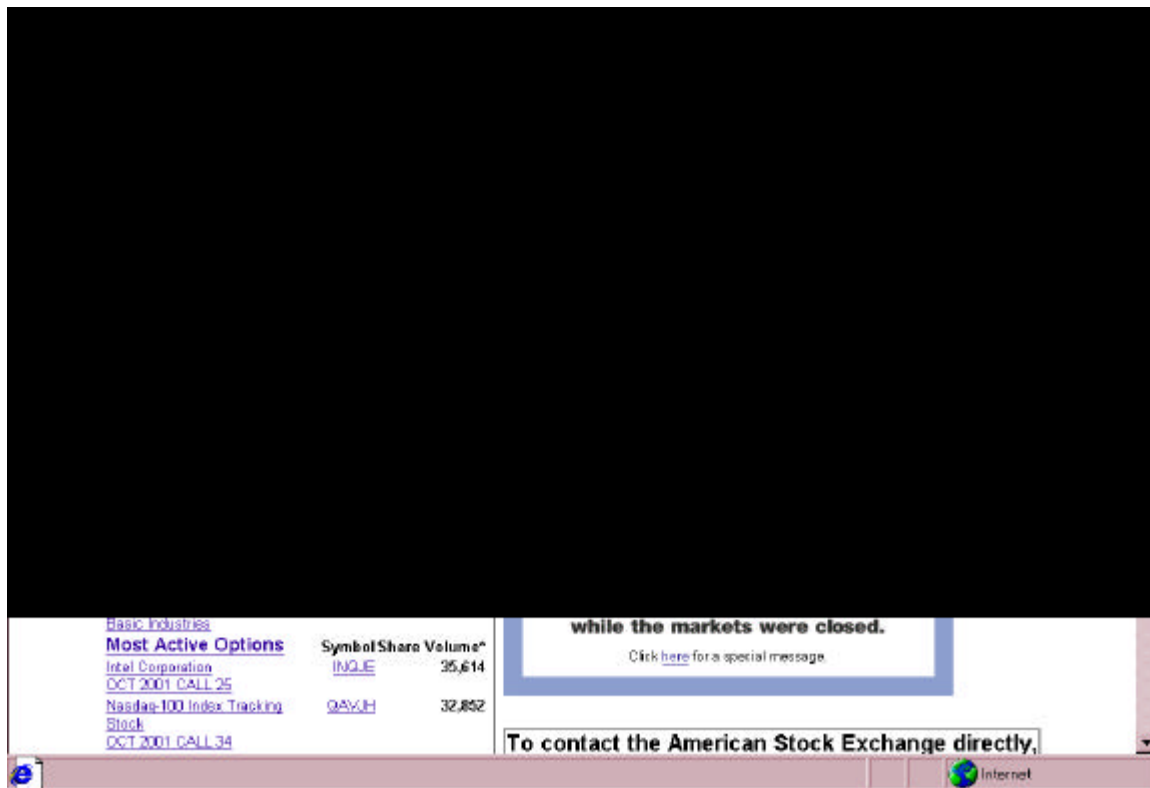 Basic Industries
Most Active Options Symbol Share Volume*
Intel Corporation INQJE 35,614
OCT 2001 CALL 25
Nasdaq-100 Index Tracking QAVJH 32,852
Stock
OCT 2001 CALL 34
while the markets were closed.
Click here for a special message.
To contact the American Stock Exchange directly,
Internet